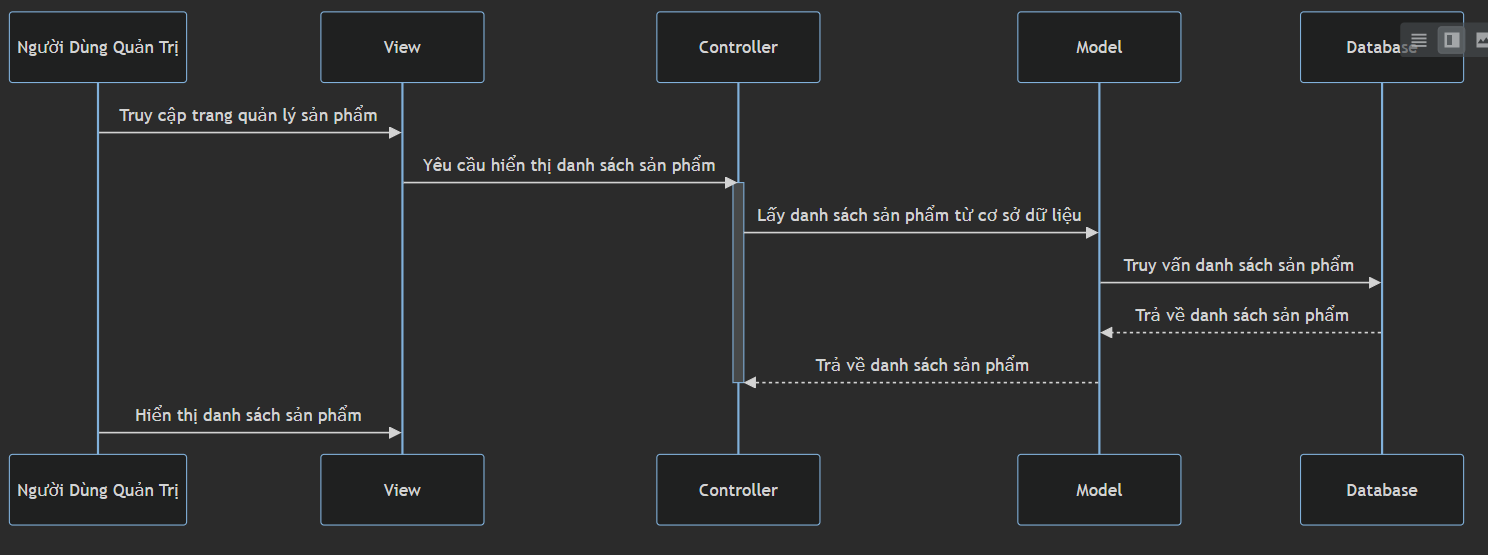 Người Dùng Quản Trị
View
Controller
Model
Database
Truy cập trang quản lý sản phẩm
Yêu cầu hiển thị danh sách sản phẩm
Lấy danh sách sản phẩm từ cơ sở dữ liệu
Truy vấn danh sách sản phẩm
Trả về danh sách sản phẩm
Trả về danh sách sản phẩm
Hiển thị danh sách sản phẩm
Người Dùng Quản Trị
View
Controller
Model
Database